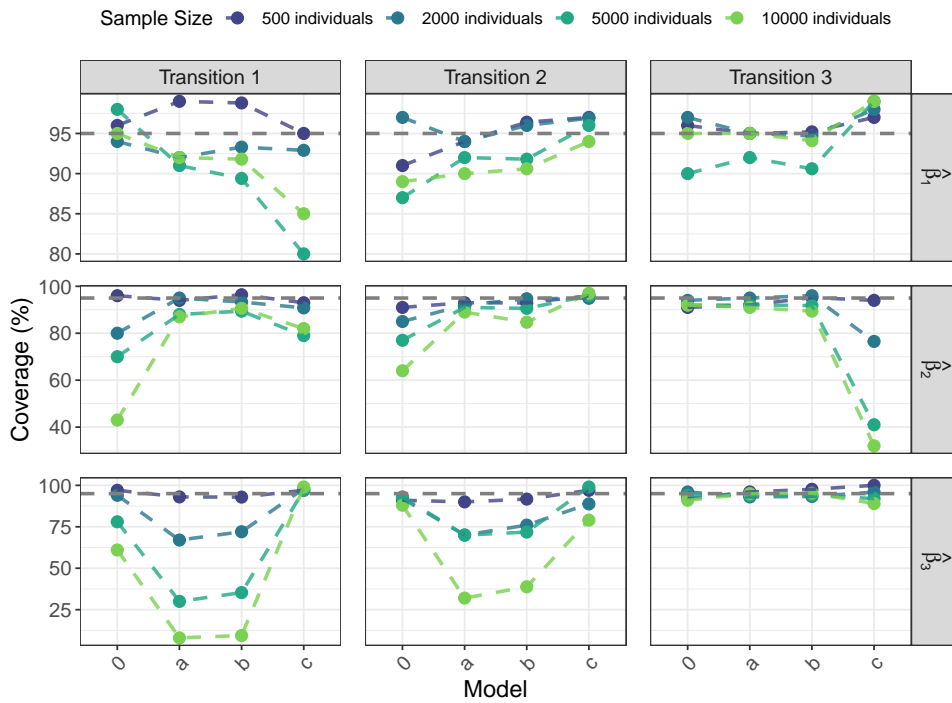 Sample Size 500 individuals 2000 individuals 5000 individuals 10000 individuals
Transition 1 Transition 2 Transition 3
95
90
85
80
β̂1
100
80
60
40
β̂2
100
75
50
25
β̂3
Coverage (%)
0 a b c 0 a b c 0 a b c
Model